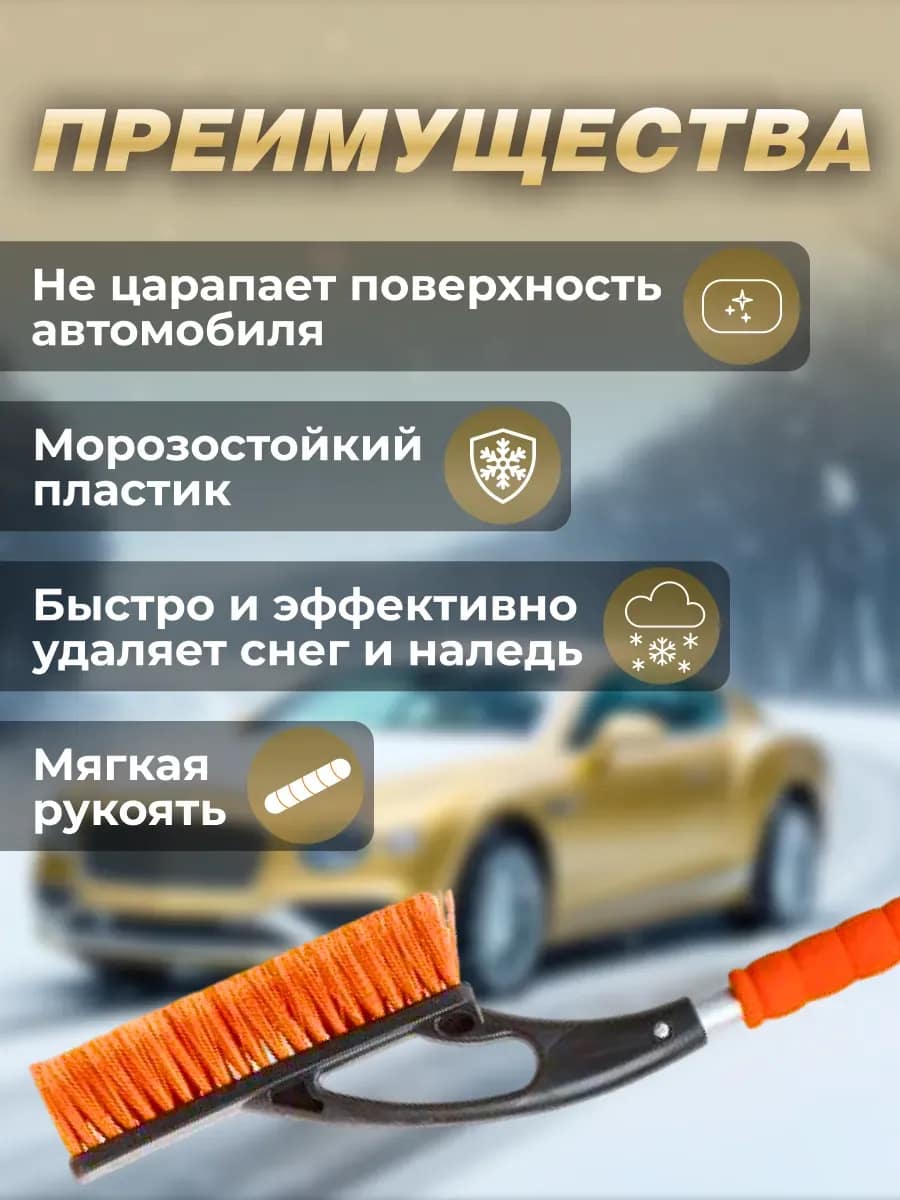 ПРЕИМУЩЕСТВА
Не царапает поверхность
автомобиля
Морозостойкий
пластик
Быстро и эффективно
удаляет снег и наледь
Мягкая
рукоять